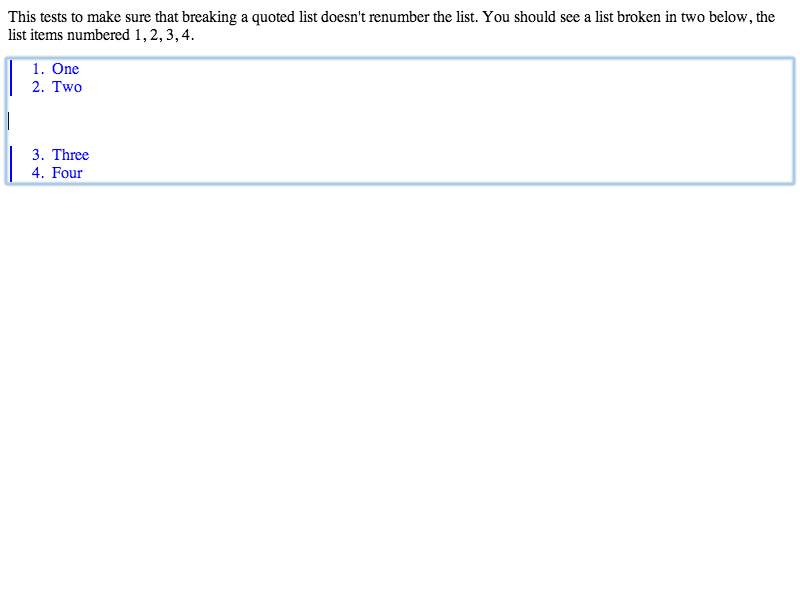 This tests to make sure that breaking a quoted list doesn't renumber the list. You should see a list broken in two below, the
list items numbered 1, 2, 3, 4.
1. One
2. Two
3. Three
4. Four